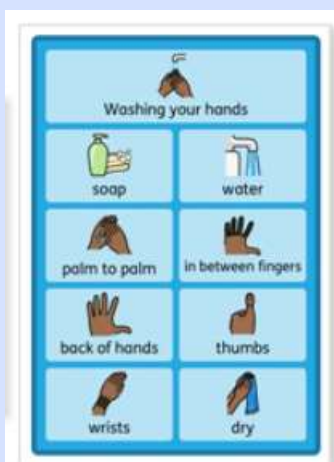 Washing your hands
soap
water
palm to palm
in between fingers
back of hands
thumbs
wrists
dry